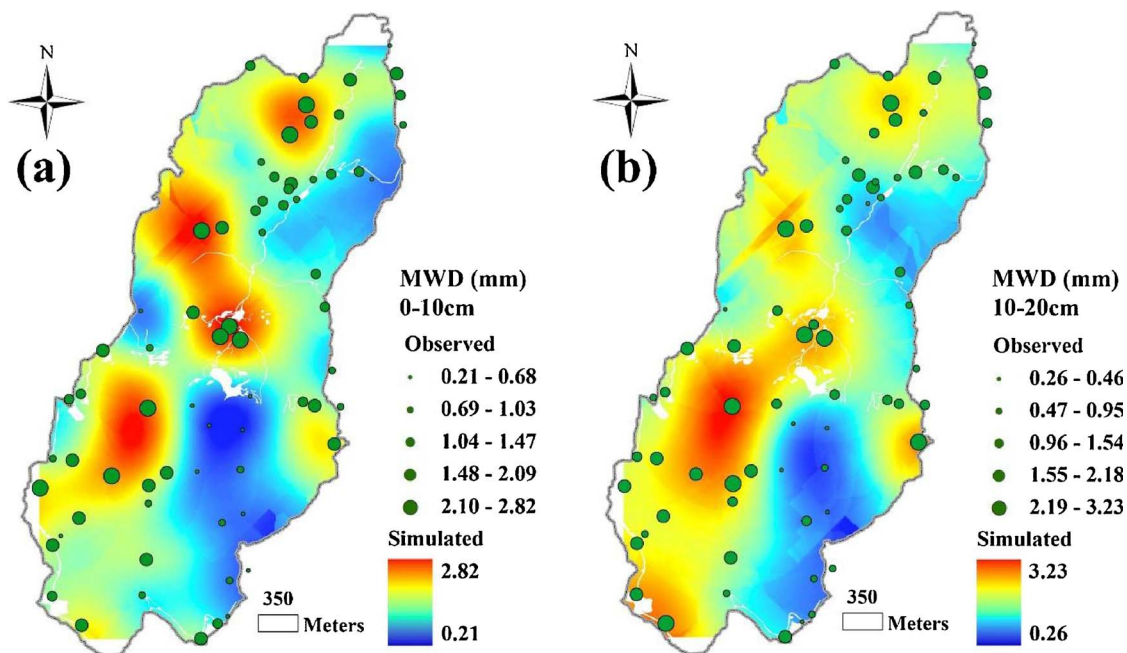 N
(a)
MWD (mm)
0-10cm
Observed
0.21 - 0.68
0.69 - 1.03
1.04 - 1.47
1.48 - 2.09
2.10 - 2.82
Simulated
2.82
0.21
350
Meters
N
(b)
MWD (mm)
10-20cm
Observed
0.26 - 0.46
0.47 - 0.95
0.96 - 1.54
1.55 - 2.18
2.19 - 3.23
Simulated
3.23
0.26
350
Meters